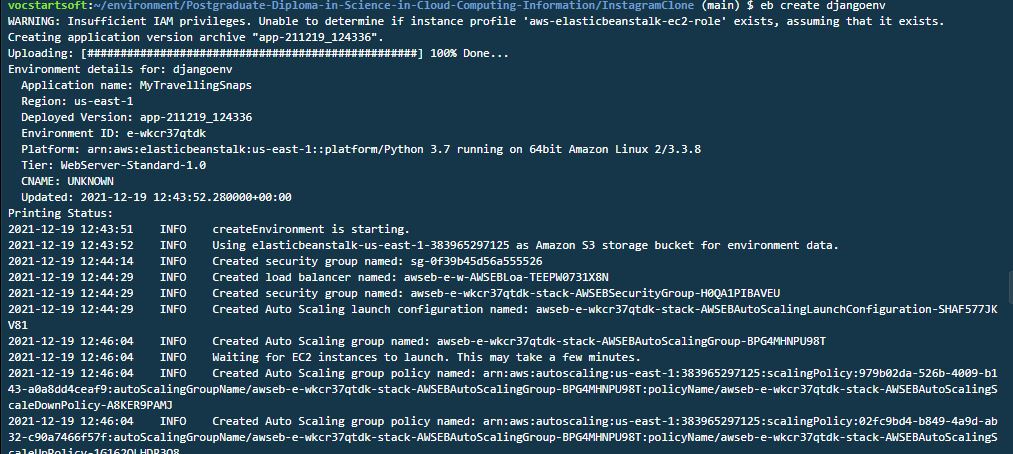 vocstartsoft:~/environment/Postgraduate-Diploma-in-Science-in-Cloud-Computing-Information/InstagramClone (main) $ eb create djangoenv
WARNING: Insufficient IAM privileges. Unable to determine if instance profile 'aws-elasticbeanstalk-ec2-role' exists, assuming that it exists.
Creating application version archive "app-211219_124336".
Uploading: [##################################################] 100% Done...
Environment details for: djangoenv
  Application name: MyTravellingSnaps
  Region: us-east-1
  Deployed Version: app-211219_124336
  Environment ID: e-wkcr37qtdk
  Platform: arn:aws:elasticbeanstalk:us-east-1::platform/Python 3.7 running on 64bit Amazon Linux 2/3.3.8
  Tier: WebServer-Standard-1.0
  CNAME: UNKNOWN
  Updated: 2021-12-19 12:43:52.280000+00:00
Printing Status:
2021-12-19 12:43:51    INFO    createEnvironment is starting.
2021-12-19 12:43:52    INFO    Using elasticbeanstalk-us-east-1-383965297125 as Amazon S3 storage bucket for environment data.
2021-12-19 12:44:14    INFO    Created security group named: sg-0f39b45d56a555526
2021-12-19 12:44:29    INFO    Created load balancer named: awseb-e-w-AWSEBLoa-TEEPW0731X8N
2021-12-19 12:44:29    INFO    Created security group named: awseb-e-wkcr37qtdk-stack-AWSEBSecurityGroup-H0QA1PIBAVEU
2021-12-19 12:44:29    INFO    Created Auto Scaling launch configuration named: awseb-e-wkcr37qtdk-stack-AWSEBAutoScalingLaunchConfiguration-SHAF577JK
V81
2021-12-19 12:46:04    INFO    Created Auto Scaling group named: awseb-e-wkcr37qtdk-stack-AWSEBAutoScalingGroup-BPG4MHNPU98T
2021-12-19 12:46:04    INFO    Waiting for EC2 instances to launch. This may take a few minutes.
2021-12-19 12:46:04    INFO    Created Auto Scaling group policy named: arn:aws:autoscaling:us-east-1:383965297125:scalingPolicy:979b02da-526b-4009-b1
43-a0a8dd4ceaf9:autoScalingGroupName/awseb-e-wkcr37qtdk-stack-AWSEBAutoScalingGroup-BPG4MHNPU98T:policyName/awseb-e-wkcr37qtdk-stack-AWSEBAutoScalingS
caleDownPolicy-A8KER9PAMJ
2021-12-19 12:46:04    INFO    Created Auto Scaling group policy named: arn:aws:autoscaling:us-east-1:383965297125:scalingPolicy:02fc9bd4-b849-4a9d-ab
32-c90a7466f57f:autoScalingGroupName/awseb-e-wkcr37qtdk-stack-AWSEBAutoScalingGroup-BPG4MHNPU98T:policyName/awseb-e-wkcr37qtdk-stack-AWSEBAutoScalingS